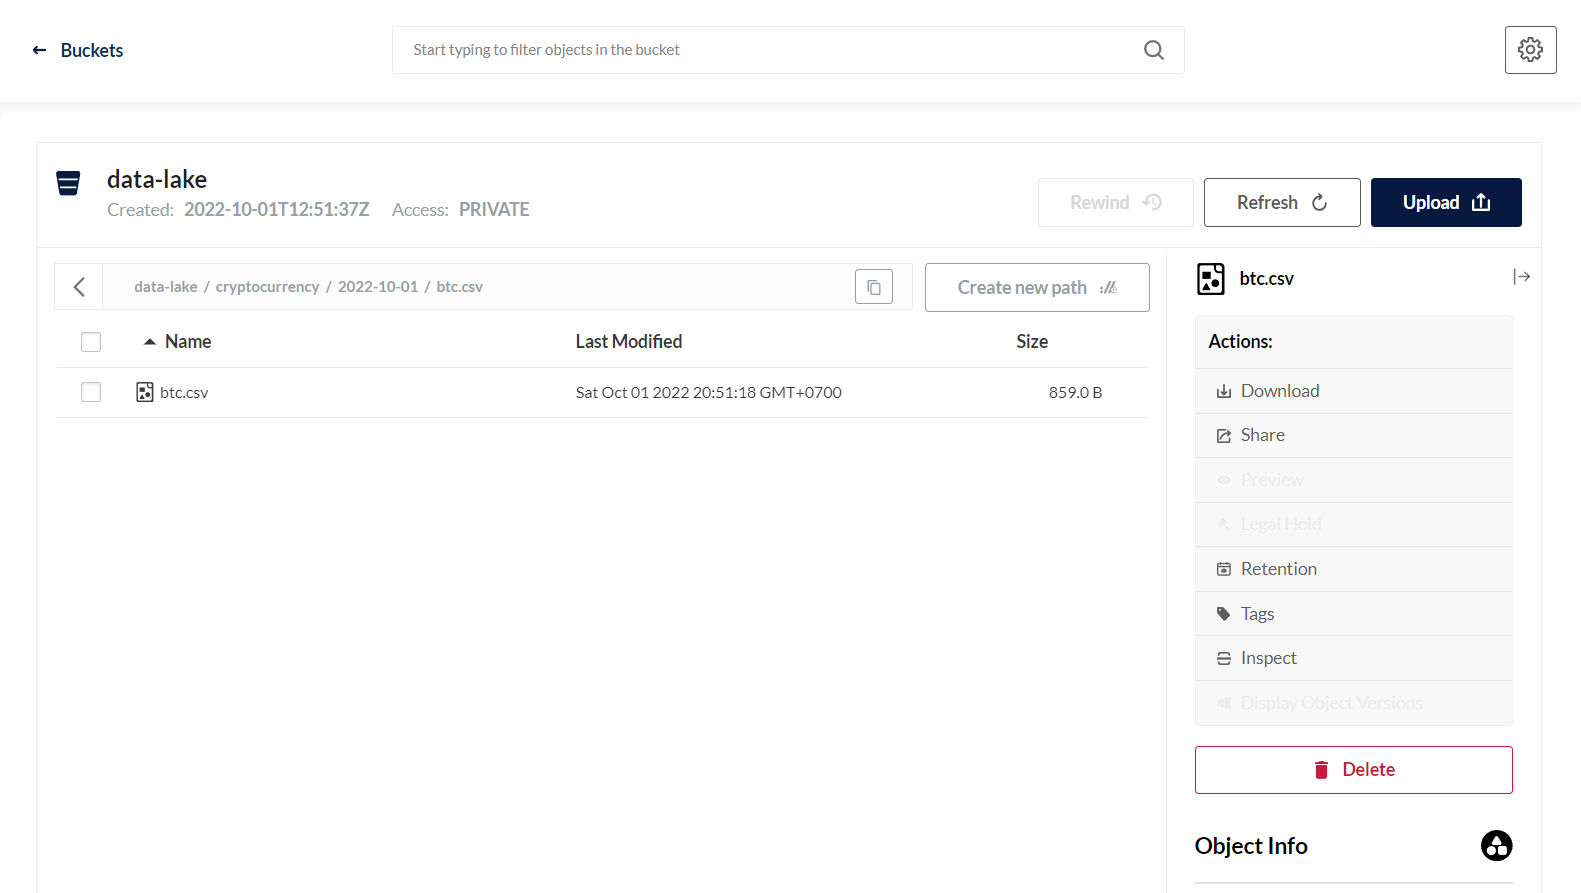 Buckets
Start typing to filter objects in the bucket
data-lake
Created: 2022-10-01T12:51:37Z Access: PRIVATE
Rewind
Refresh
Upload
data-lake / cryptocurrency / 2022-10-01 / btc.csv
Create new path
btc.csv
Name Last Modified Size
btc.csv Sat Oct 01 2022 20:51:18 GMT+0700 859.0 B
Actions:
Download
Share
Preview
Legal Hold
Retention
Tags
Inspect
Display Object Versions
Delete
Object Info